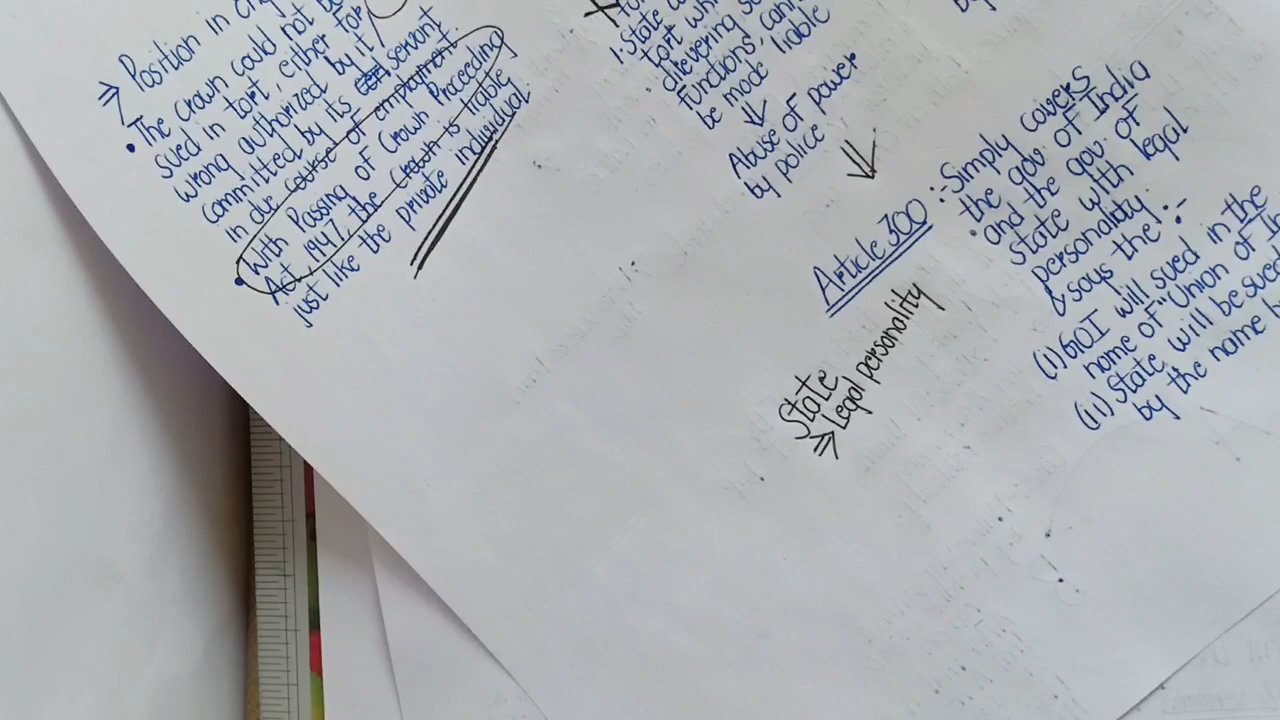 ⇒ Position in
• The Crown could not be
sued in tort, either for
wrong authorized by it /
committed by its servant
in due course of employment.
• With Passing of Crown Proceeding
Act 1947, the Crown is liable
just like the private individual.
1. State
tort
functions,
be made liable
⇓
Abuse of power
by police
⇓
Article 300
:- Simply covers
the gov. of India
• and the gov. of
State with legal
personality
& says the :-
(i) GOI will sued in the
name of "Union of
(ii) State will be sued
by the name
State
⇒ Legal personality
by